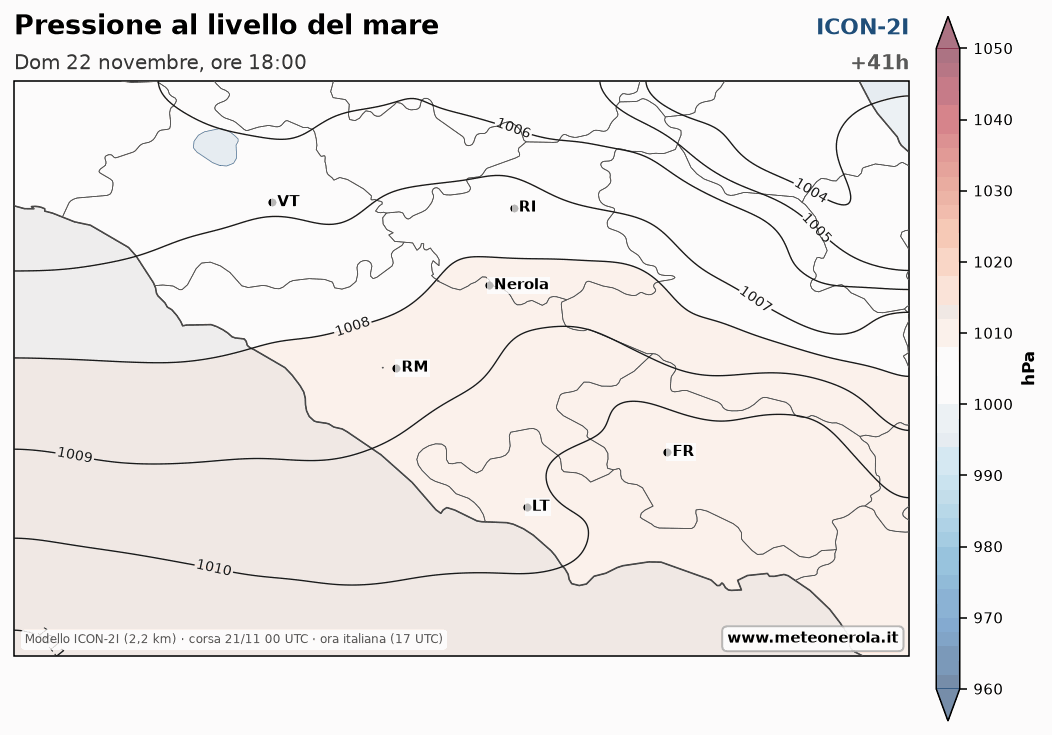 Pressione al livello del mare
ICON-2I
Dom 22 novembre, ore 18:00
+41h
1006
1004
VT
RI
1005
Nerola
1007
1008
RM
1009
FR
LT
1010
Modello ICON-2I (2,2 km) · corsa 21/11 00 UTC · ora italiana (17 UTC)
www.meteonerola.it
1050
1040
1030
1020
1010
1000
990
980
970
960
hPa